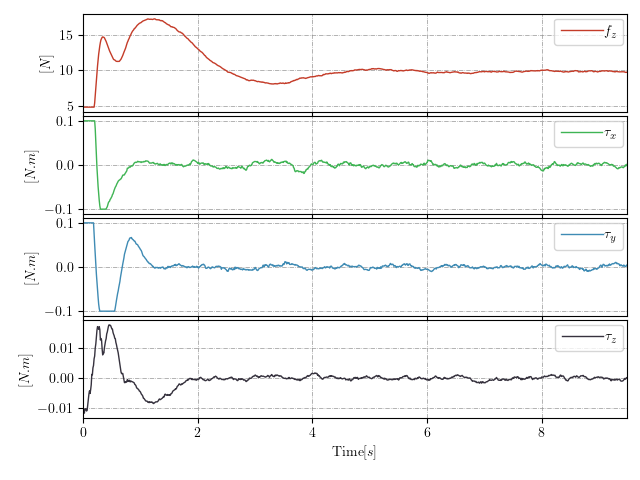 15
10
5
[N]
f_z
0.1
0.0
−0.1
[N.m]
τ_x
0.1
0.0
−0.1
[N.m]
τ_y
0.01
0.00
−0.01
[N.m]
τ_z
0 2 4 6 8
Time[s]